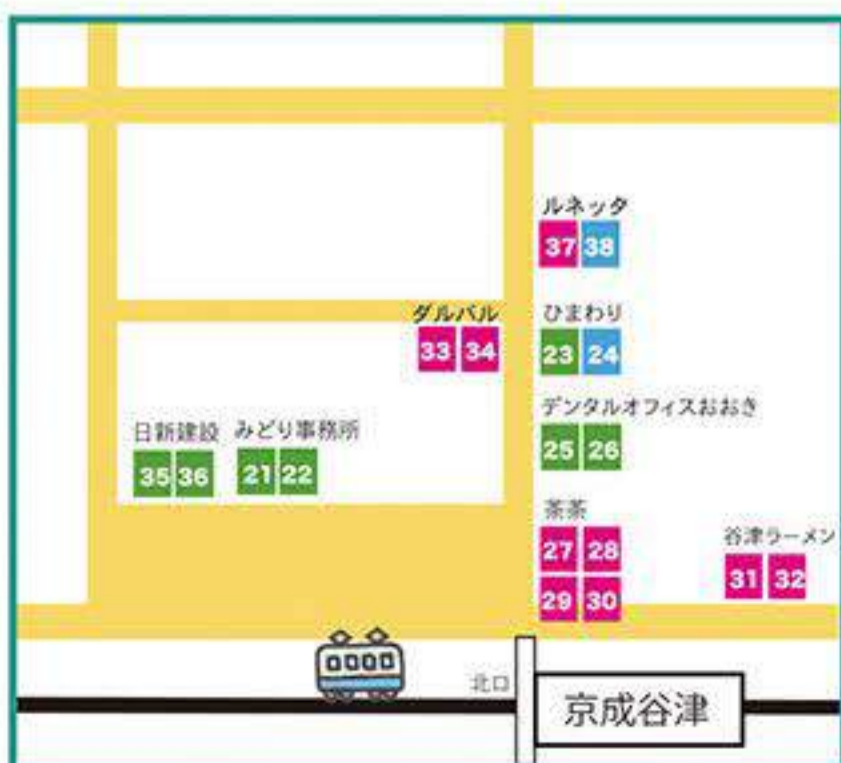 ルネッタ
37 38
ダルバル
33 34
ひまわり
23 24
デンタルオフィスおおき
25 26
日新建設
35 36
みどり事務所
21 22
茶茶
27 28
29 30
谷津ラーメン
31 32
北口
京成谷津